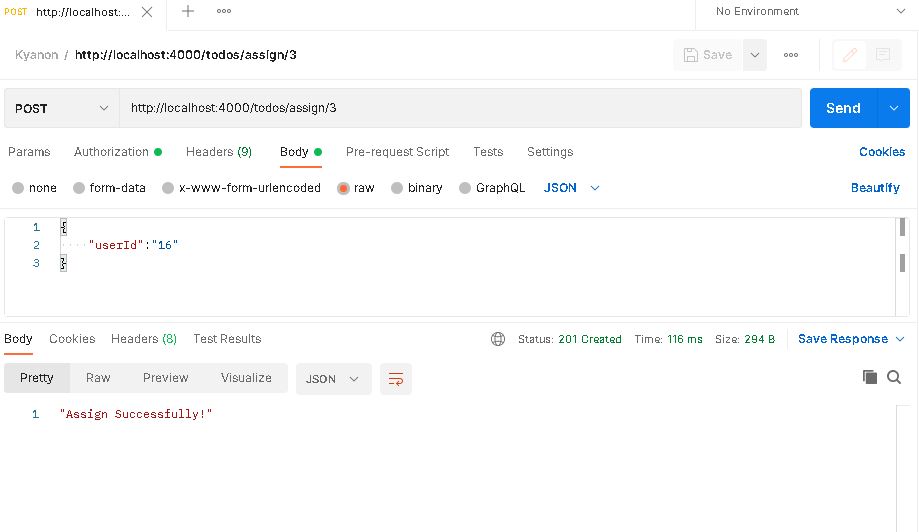 POST http://localhost:... No Environment
Kyanon / http://localhost:4000/todos/assign/3 Save
POST http://localhost:4000/todos/assign/3 Send
Params Authorization Headers (9) Body Pre-request Script Tests Settings Cookies
none form-data x-www-form-urlencoded raw binary GraphQL JSON Beautify
1 {
2 "userId":"16"
3 }
Body Cookies Headers (8) Test Results Status: 201 Created Time: 116 ms Size: 294 B Save Response
Pretty Raw Preview Visualize JSON
1 "Assign Successfully!"